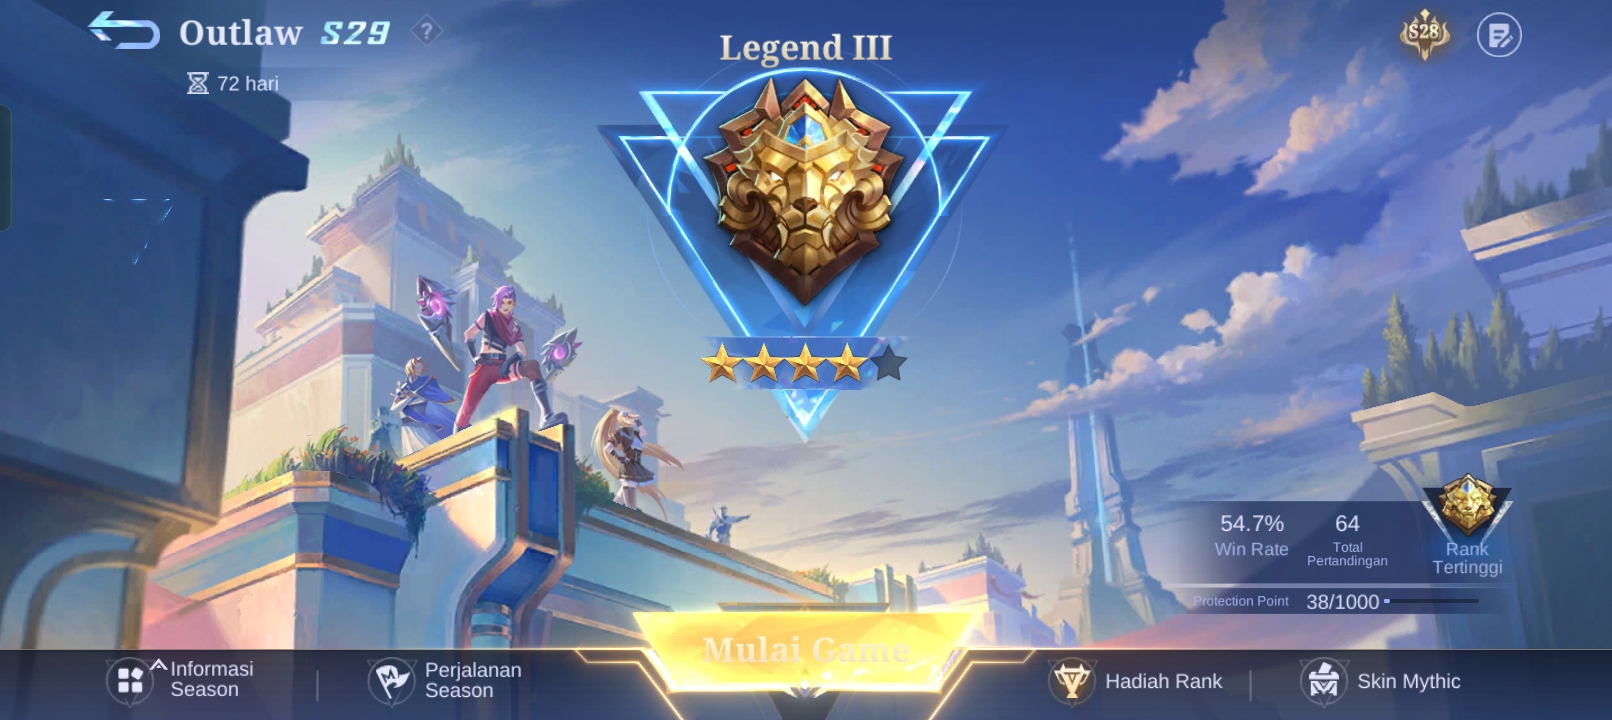 Outlaw S29 ?
72 hari
Legend III
S28
54.7%
Win Rate
64
Total
Pertandingan
Rank
Tertinggi
Protection Point 38/1000
Mulai Game
Informasi
Season
Perjalanan
Season
Hadiah Rank
Skin Mythic